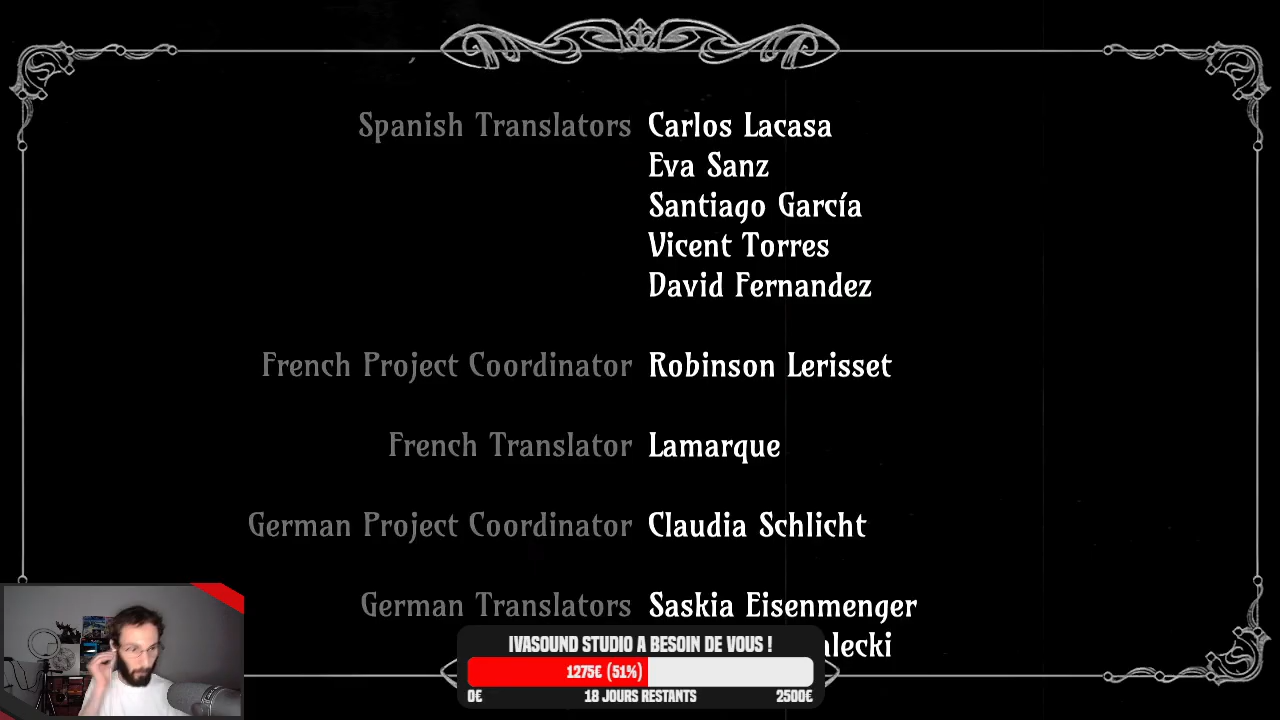 Spanish Translators Carlos Lacasa
Eva Sanz
Santiago García
Vicent Torres
David Fernandez
French Project Coordinator Robinson Lerisset
French Translator Lamarque
German Project Coordinator Claudia Schlicht
German Translators Saskia Eisenmenger
IVASOUND STUDIO A BESOIN DE VOUS !
1275€ (51%)
0€ 18 JOURS RESTANTS 2500€